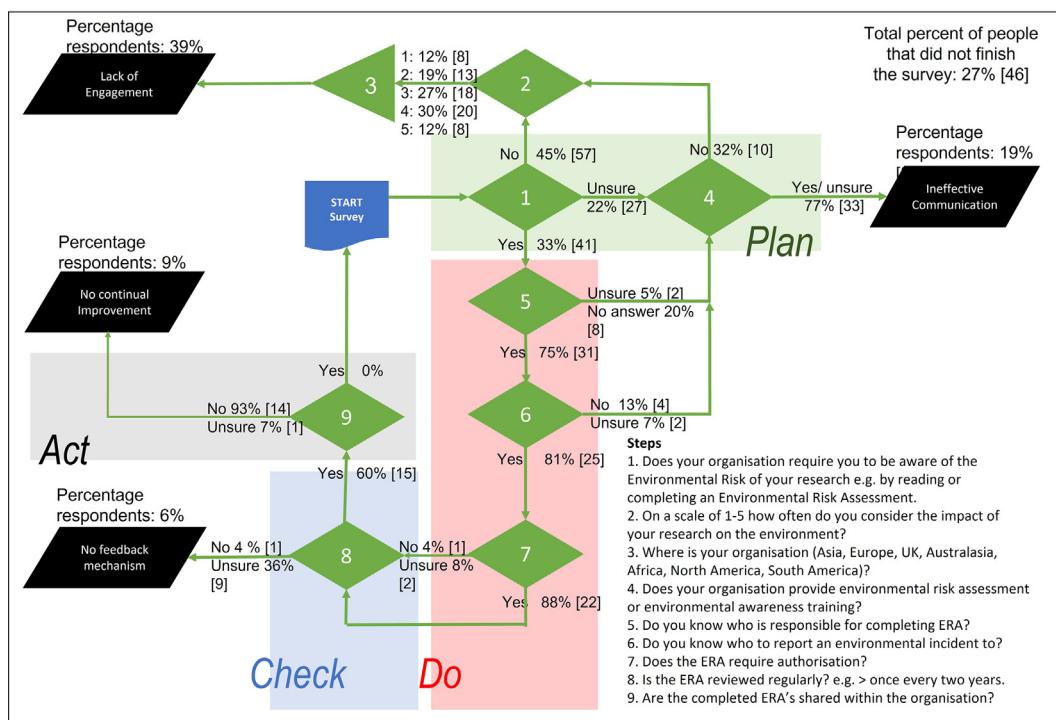 Percentage
respondents: 39%
Lack of
Engagement
3
1: 12% [8]
2: 19% [13]
3: 27% [18]
4: 30% [20]
5: 12% [8]
2
Total percent of people
that did not finish
the survey: 27% [46]
No 45% [57]
No 32% [10]
Percentage
respondents: 19%
START
Survey
1
Unsure
22% [27]
4
Yes/ unsure
77% [33]
Ineffective
Communication
Plan
Yes 33% [41]
Percentage
respondents: 9%
No continual
Improvement
5
Unsure 5% [2]
No answer 20%
[8]
Yes 75% [31]
Yes 0%
No 93% [14]
Unsure 7% [1]
9
6
No 13% [4]
Unsure 7% [2]
Act
Yes 60% [15]
Yes 81% [25]
Percentage
respondents: 6%
No feedback
mechanism
No 4 % [1]
Unsure 36%
[9]
8
No 4% [1]
Unsure 8%
[2]
7
Yes 88% [22]
Check
Do
Steps
1. Does your organisation require you to be aware of the
Environmental Risk of your research e.g. by reading or
completing an Environmental Risk Assessment.
2. On a scale of 1-5 how often do you consider the impact of
your research on the environment?
3. Where is your organisation (Asia, Europe, UK, Australasia,
Africa, North America, South America)?
4. Does your organisation provide environmental risk assessment
or environmental awareness training?
5. Do you know who is responsible for completing ERA?
6. Do you know who to report an environmental incident to?
7. Does the ERA require authorisation?
8. Is the ERA reviewed regularly? e.g. > once every two years.
9. Are the completed ERA's shared within the organisation?